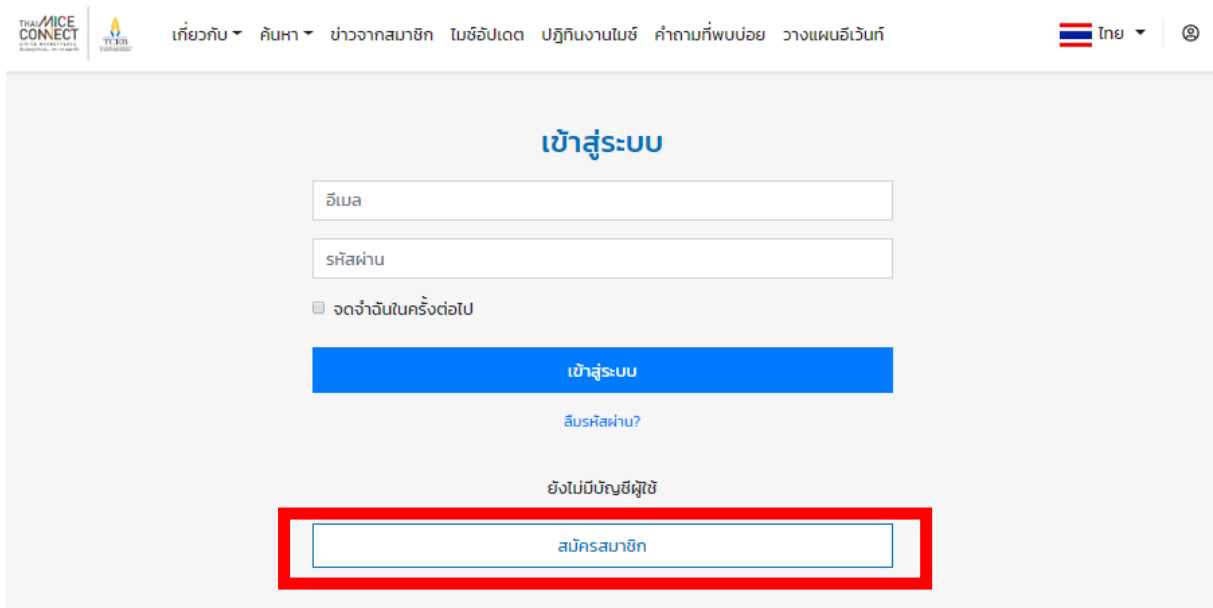 THAI MICE
CONNECT
TCEB
เกี่ยวกับ ค้นหา ข่าวจากสมาชิก ไมซ์อัปเดต ปฎิทินงานไมซ์ คำถามที่พบบ่อย วางแผนอีเว้นท์ ไทย
เข้าสู่ระบบ
อีเมล
รหัสผ่าน
จดจำฉันในครั้งต่อไป
เข้าสู่ระบบ
ลืมรหัสผ่าน?
ยังไม่มีบัญชีผู้ใช้
สมัครสมาชิก